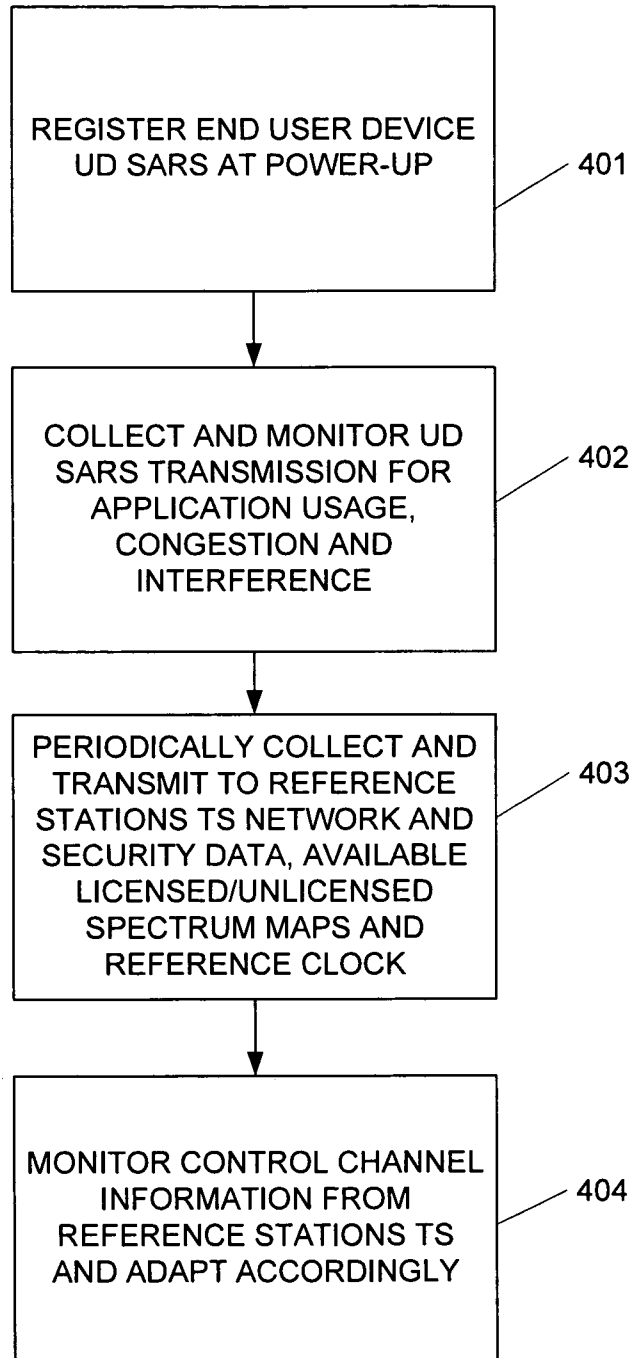 REGISTER END USER DEVICE
UD SARS AT POWER-UP
401
COLLECT AND MONITOR UD
SARS TRANSMISSION FOR
APPLICATION USAGE,
CONGESTION AND
INTERFERENCE
402
PERIODICALLY COLLECT AND
TRANSMIT TO REFERENCE
STATIONS TS NETWORK AND
SECURITY DATA, AVAILABLE
LICENSED/UNLICENSED
SPECTRUM MAPS AND
REFERENCE CLOCK
403
MONITOR CONTROL CHANNEL
INFORMATION FROM
REFERENCE STATIONS TS
AND ADAPT ACCORDINGLY
404